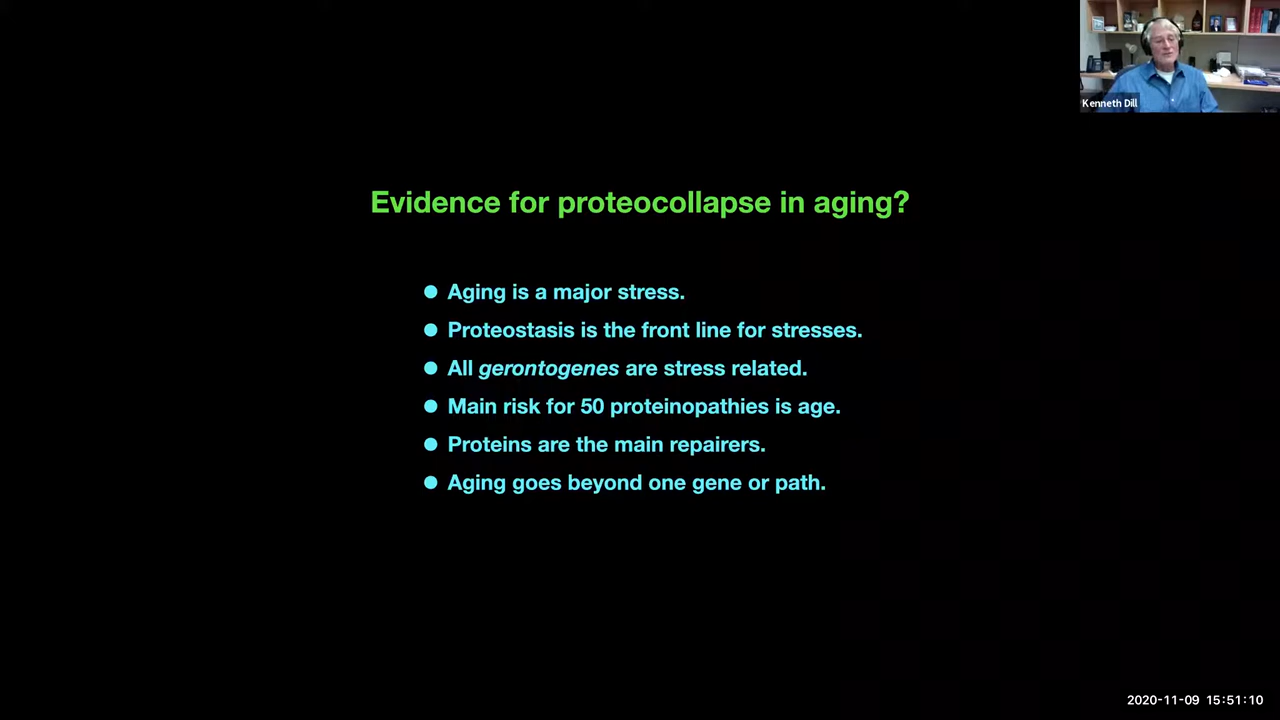 Kenneth Dill
Evidence for proteocollapse in aging?
● Aging is a major stress.
● Proteostasis is the front line for stresses.
● All gerontogenes are stress related.
● Main risk for 50 proteinopathies is age.
● Proteins are the main repairers.
● Aging goes beyond one gene or path.
2020-11-09 15:51:10